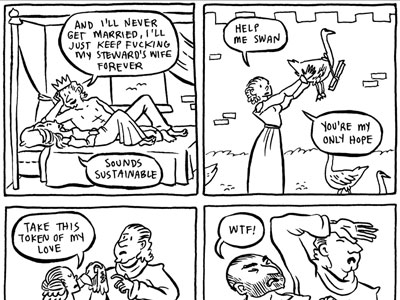 AND I'LL NEVER
GET MARRIED, I'LL
JUST KEEP FUCKING
MY STEWARD'S WIFE
FOREVER
SOUNDS
SUSTAINABLE
HELP
ME SWAN
YOU'RE MY
ONLY HOPE
TAKE THIS
TOKEN OF MY
LOVE
WTF!